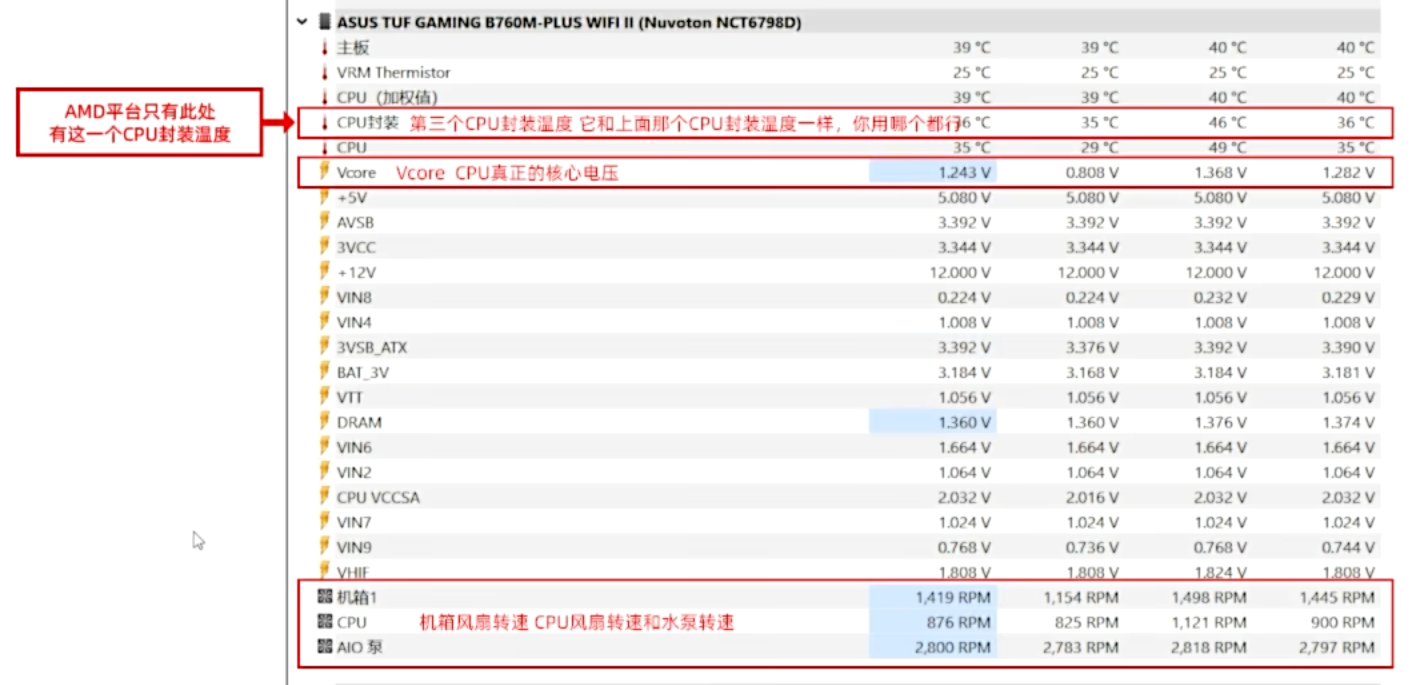 ASUS TUF GAMING B760M-PLUS WIFI II (Nuvoton NCT6798D)
主板 39 °C 39 °C 40 °C 40 °C
VRM Thermistor 25 °C 25 °C 25 °C 25 °C
CPU (加权值) 39 °C 39 °C 40 °C 40 °C
AMD平台只有此处
有这一个CPU封装温度
CPU封装 第三个CPU封装温度 它和上面那个CPU封装温度一样，你用哪个都行 36 °C 35 °C 46 °C 36 °C
CPU 35 °C 29 °C 49 °C 35 °C
Vcore Vcore CPU真正的核心电压 1.243 V 0.808 V 1.368 V 1.282 V
+5V 5.080 V 5.080 V 5.080 V 5.080 V
AVSB 3.392 V 3.392 V 3.392 V 3.392 V
3VCC 3.344 V 3.344 V 3.344 V 3.344 V
+12V 12.000 V 12.000 V 12.000 V 12.000 V
VIN8 0.224 V 0.224 V 0.232 V 0.229 V
VIN4 1.008 V 1.008 V 1.008 V 1.008 V
3VSB_ATX 3.392 V 3.376 V 3.392 V 3.390 V
BAT_3V 3.184 V 3.168 V 3.184 V 3.181 V
VTT 1.056 V 1.056 V 1.056 V 1.056 V
DRAM 1.360 V 1.360 V 1.376 V 1.374 V
VIN6 1.664 V 1.664 V 1.664 V 1.664 V
VIN2 1.064 V 1.064 V 1.064 V 1.064 V
CPU VCCSA 2.032 V 2.016 V 2.032 V 2.032 V
VIN7 1.024 V 1.024 V 1.024 V 1.024 V
VIN9 0.768 V 0.736 V 0.768 V 0.744 V
VHIF 1.808 V 1.808 V 1.824 V 1.808 V
机箱1 1,419 RPM 1,154 RPM 1,498 RPM 1,445 RPM
CPU 机箱风扇转速 CPU风扇转速和水泵转速 876 RPM 825 RPM 1,121 RPM 900 RPM
AIO 泵 2,800 RPM 2,783 RPM 2,818 RPM 2,797 RPM